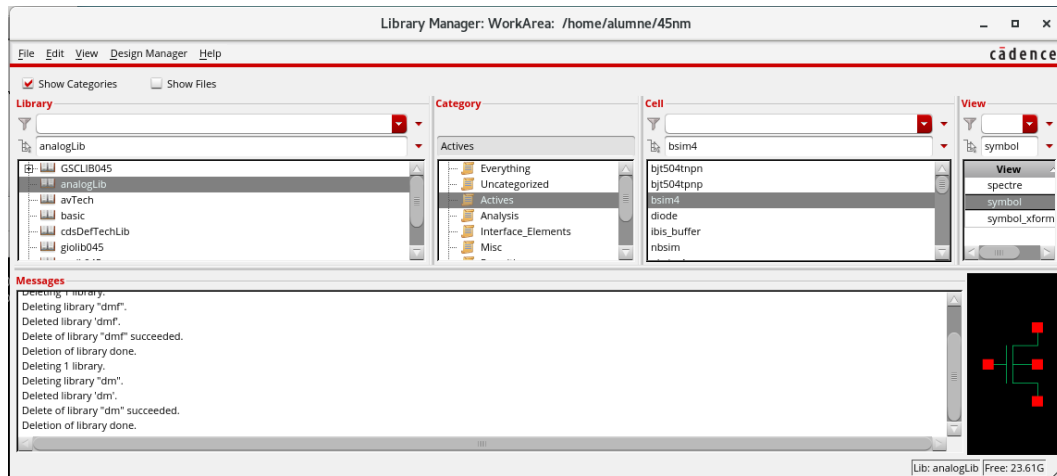 Library Manager: WorkArea: /home/alumne/45nm
File Edit View Design Manager Help
cādence
Show Categories Show Files
Library
analogLib
GSCLIB045
analogLib
avTech
basic
cdsDefTechLib
giolib045
Category
Actives
Everything
Uncategorized
Actives
Analysis
Interface_Elements
Misc
Cell
bsim4
bjt504tnpn
bjt504tpnp
bsim4
diode
ibis_buffer
nbsim
View
symbol
View
spectre
symbol
symbol_xform
Messages
Deleting 1 library.
Deleting library "dmf".
Deleted library 'dmf'.
Delete of library "dmf" succeeded.
Deletion of library done.
Deleting 1 library.
Deleting library "dm".
Deleted library 'dm'.
Delete of library "dm" succeeded.
Deletion of library done.
Lib: analogLib Free: 23.61G